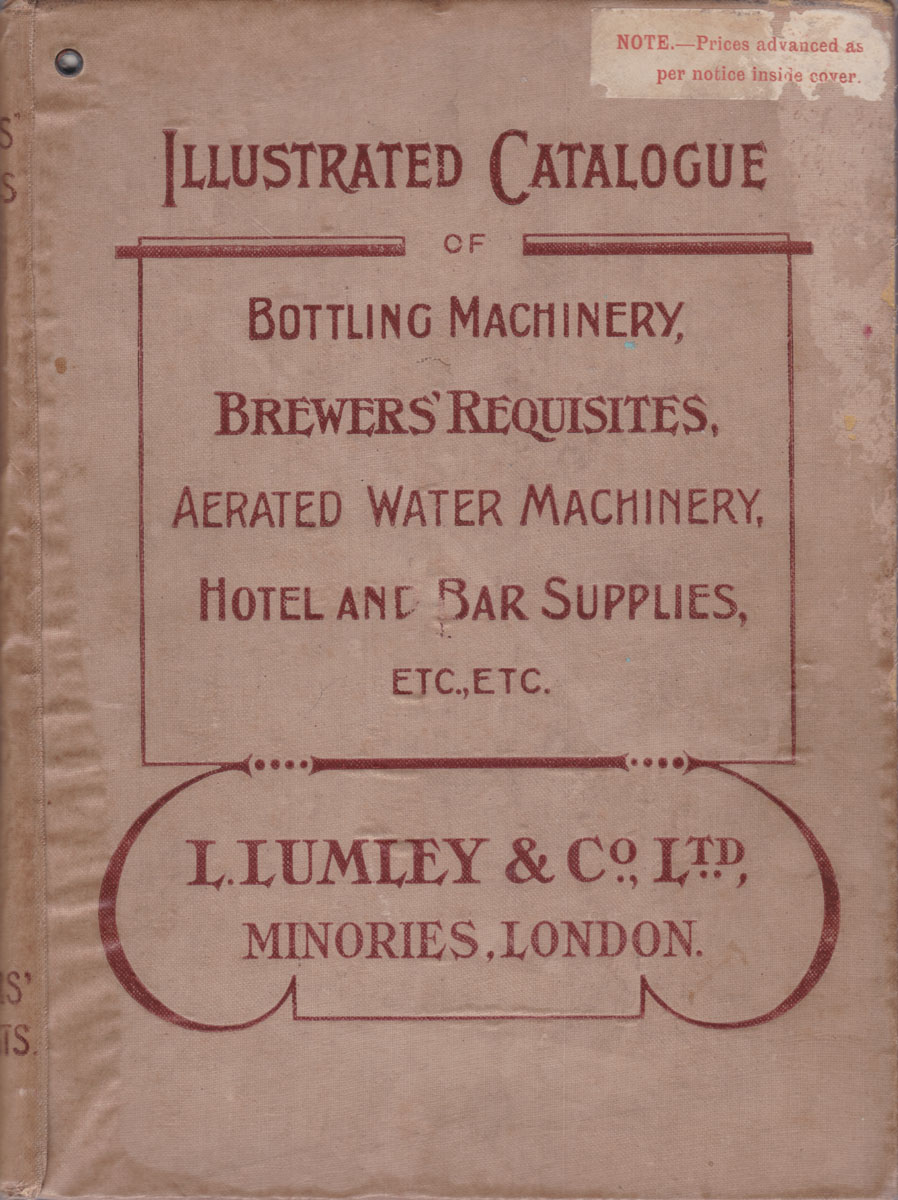 NOTE.—Prices advanced as
per notice inside cover.
ILLUSTRATED CATALOGUE
OF
BOTTLING MACHINERY,
BREWERS' REQUISITES,
AERATED WATER MACHINERY,
HOTEL AND BAR SUPPLIES,
ETC., ETC.
L. LUMLEY & Co., LTD.,
MINORIES, LONDON.